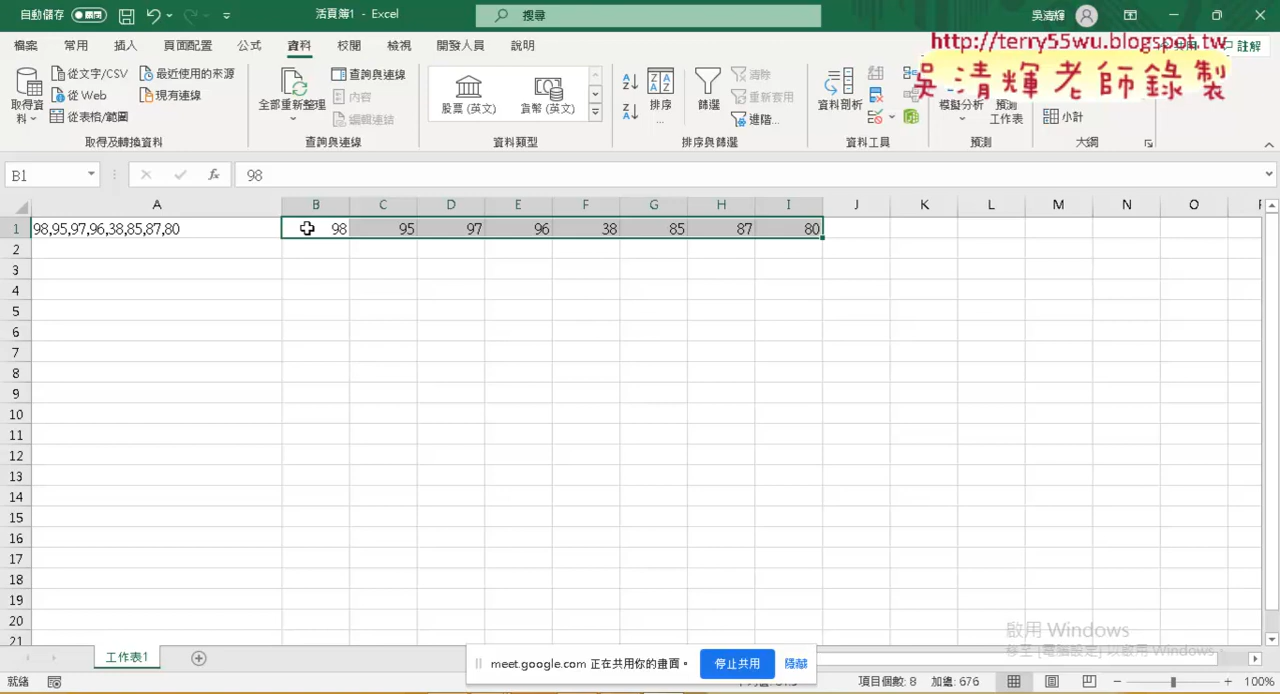 自動儲存
活頁簿1 - Excel
搜尋
吳清輝
檔案 常用 插入 頁面配置 公式 資料 校閱 檢視 開發人員 說明
註解
http://terry55wu.blogspot.tw
吳清輝老師錄製
取得資料
從文字/CSV
從 Web
從表格/範圍
最近使用的來源
現有連線
取得及轉換資料
全部重新整理
查詢與連線
內容
編輯連結
查詢與連線
股票 (英文)
貨幣 (英文)
資料類型
排序...
篩選
清除
重新套用
進階...
排序與篩選
資料剖析
資料工具
模擬分析
預測工作表
預測
小計
大綱
B1
fx
98
A B C D E F G H I J K L M N O
1 98,95,97,96,38,85,87,80 98 95 97 96 38 85 87 80
2
3
4
5
6
7
8
9
10
11
12
13
14
15
16
17
18
19
20
21
啟用 Windows
移至 [電腦設定] 以啟用 Windows。
工作表1
meet.google.com 正在共用你的畫面。
停止共用
隱藏
就緒
項目個數: 8 加總: 676
100%